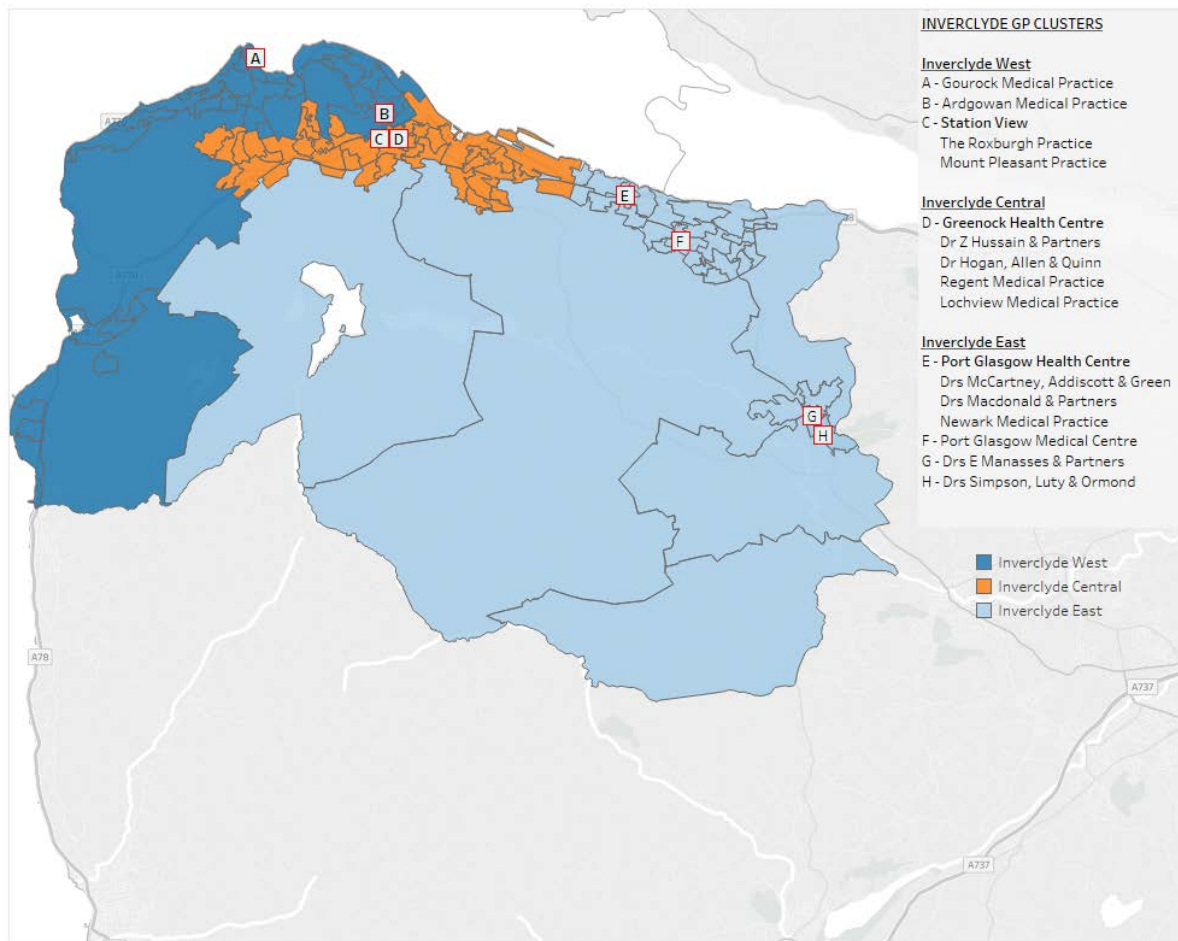 INVERCLYDE GP CLUSTERS
Inverclyde West
A - Gourock Medical Practice
B - Ardgowan Medical Practice
C - Station View
The Roxburgh Practice
Mount Pleasant Practice
Inverclyde Central
D - Greenock Health Centre
Dr Z Hussain & Partners
Dr Hogan, Allen & Quinn
Regent Medical Practice
Lochview Medical Practice
Inverclyde East
E - Port Glasgow Health Centre
Drs McCartney, Addiscott & Green
Drs Macdonald & Partners
Newark Medical Practice
F - Port Glasgow Medical Centre
G - Drs E Manasses & Partners
H - Drs Simpson, Luty & Ormond
Inverclyde West
Inverclyde Central
Inverclyde East
A
B
C D
E
F
G
H
A78
A737
A737